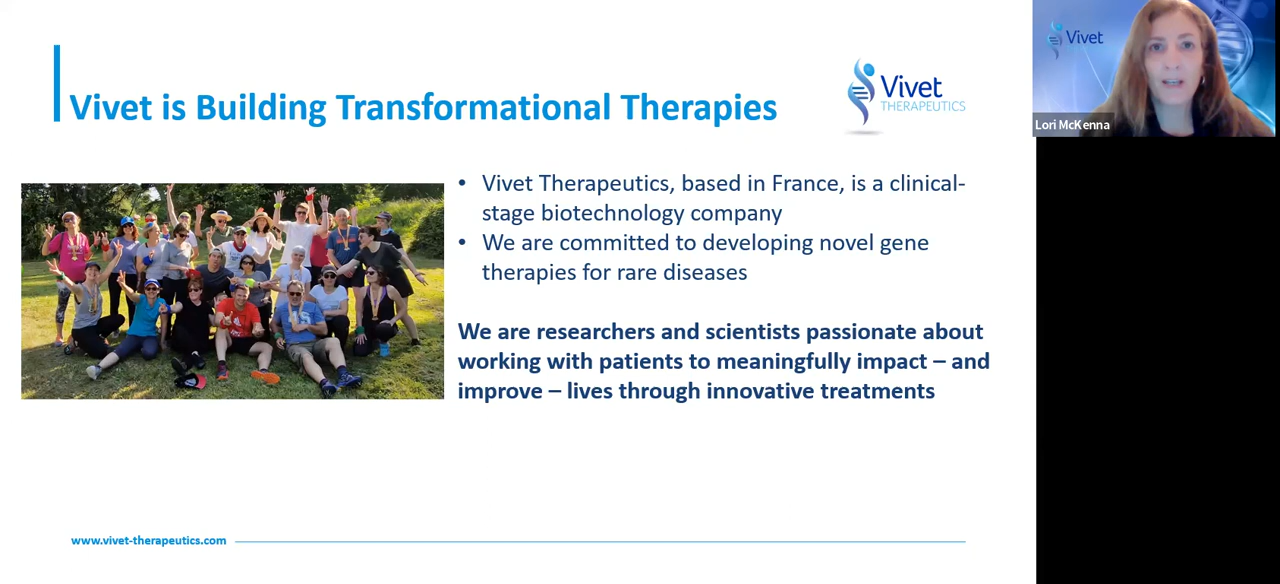 Vivet is Building Transformational Therapies
Vivet
THERAPEUTICS
• Vivet Therapeutics, based in France, is a clinical-
stage biotechnology company
• We are committed to developing novel gene
therapies for rare diseases
We are researchers and scientists passionate about
working with patients to meaningfully impact – and
improve – lives through innovative treatments
www.vivet-therapeutics.com
Vivet
Lori McKenna